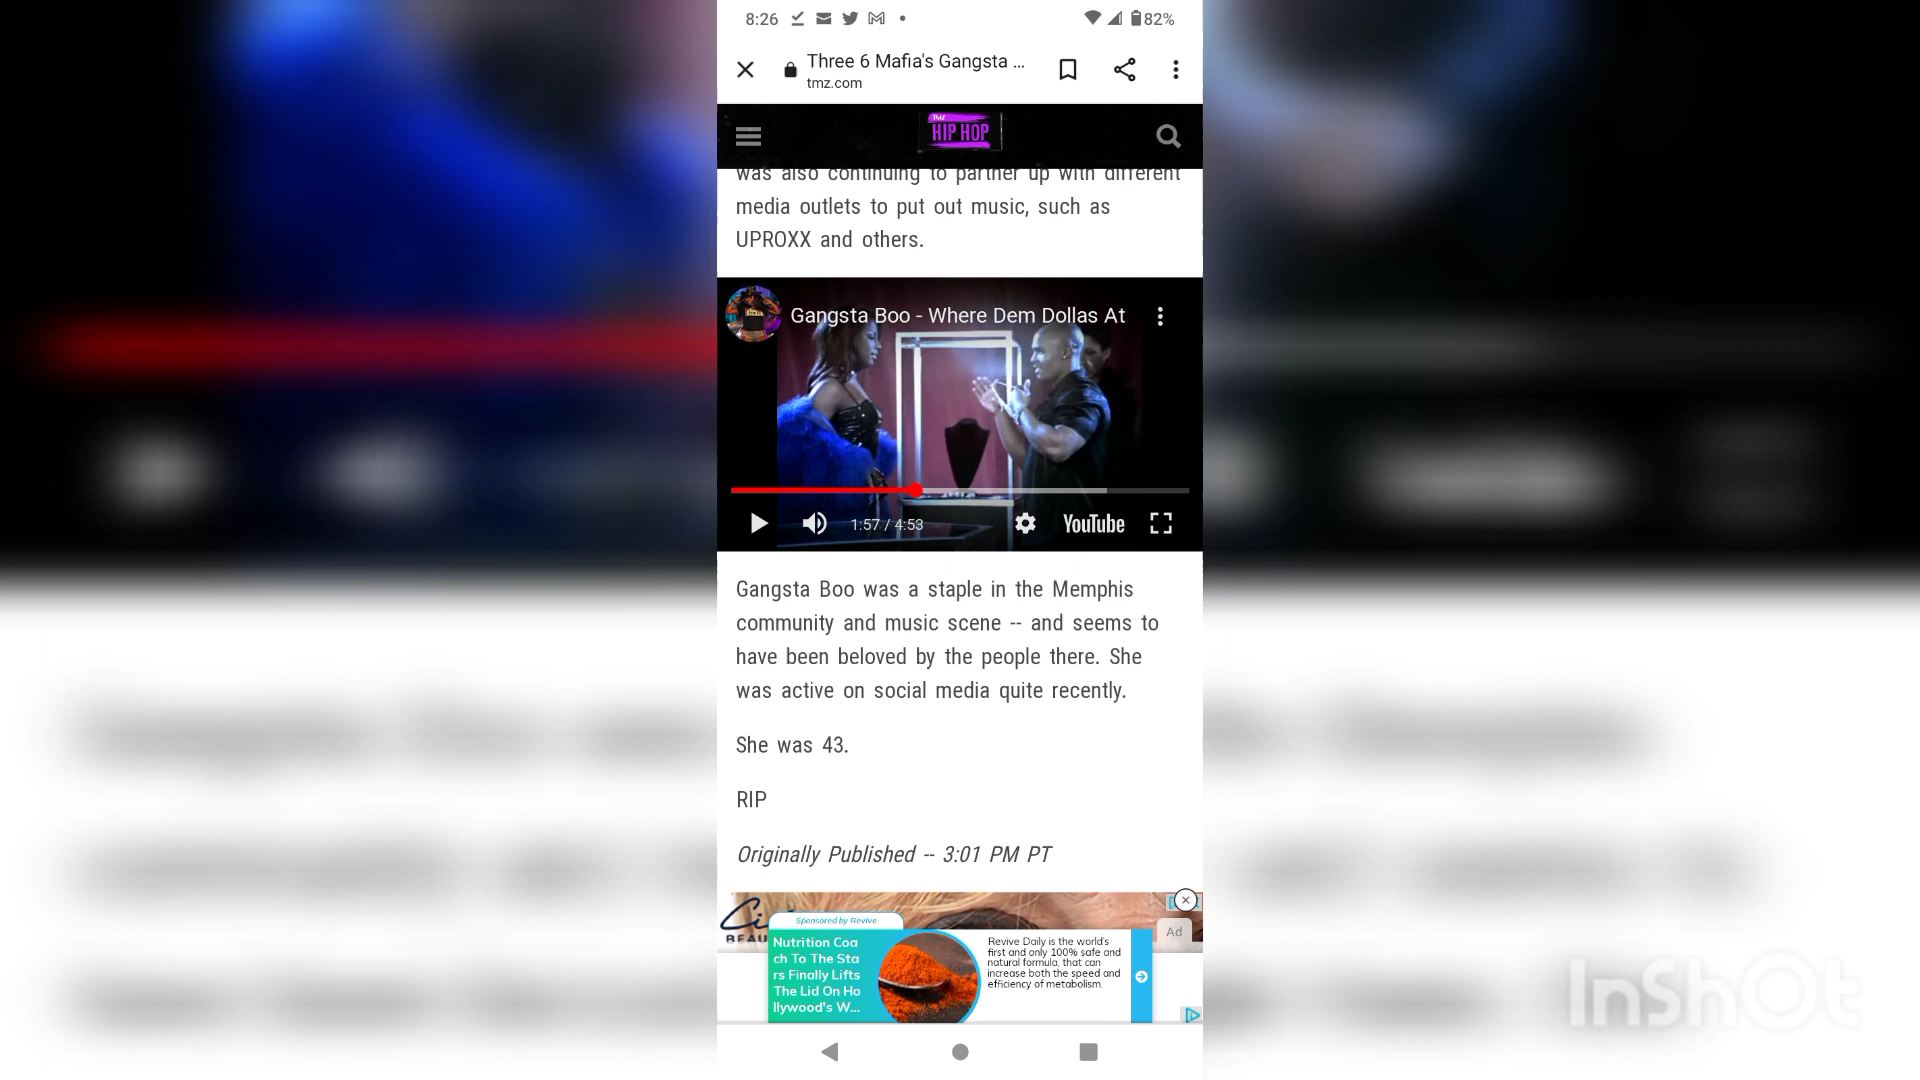 8:26
82%
Three 6 Mafia's Gangsta ...
tmz.com
TMZ
HIP HOP
was also continuing to partner up with different
media outlets to put out music, such as
UPROXX and others.
Gangsta Boo - Where Dem Dollas At
1:57 / 4:53
YouTube
Gangsta Boo was a staple in the Memphis
community and music scene -- and seems to
have been beloved by the people there. She
was active on social media quite recently.
She was 43.
RIP
Originally Published -- 3:01 PM PT
BEAU
Ad
Sponsored by Revive
Nutrition Coa
ch To The Sta
rs Finally Lifts
The Lid On Ho
llywood's W...
Revive Daily is the world's
first and only 100% safe and
natural formula, that can
increase both the speed and
efficiency of metabolism.
InShOt